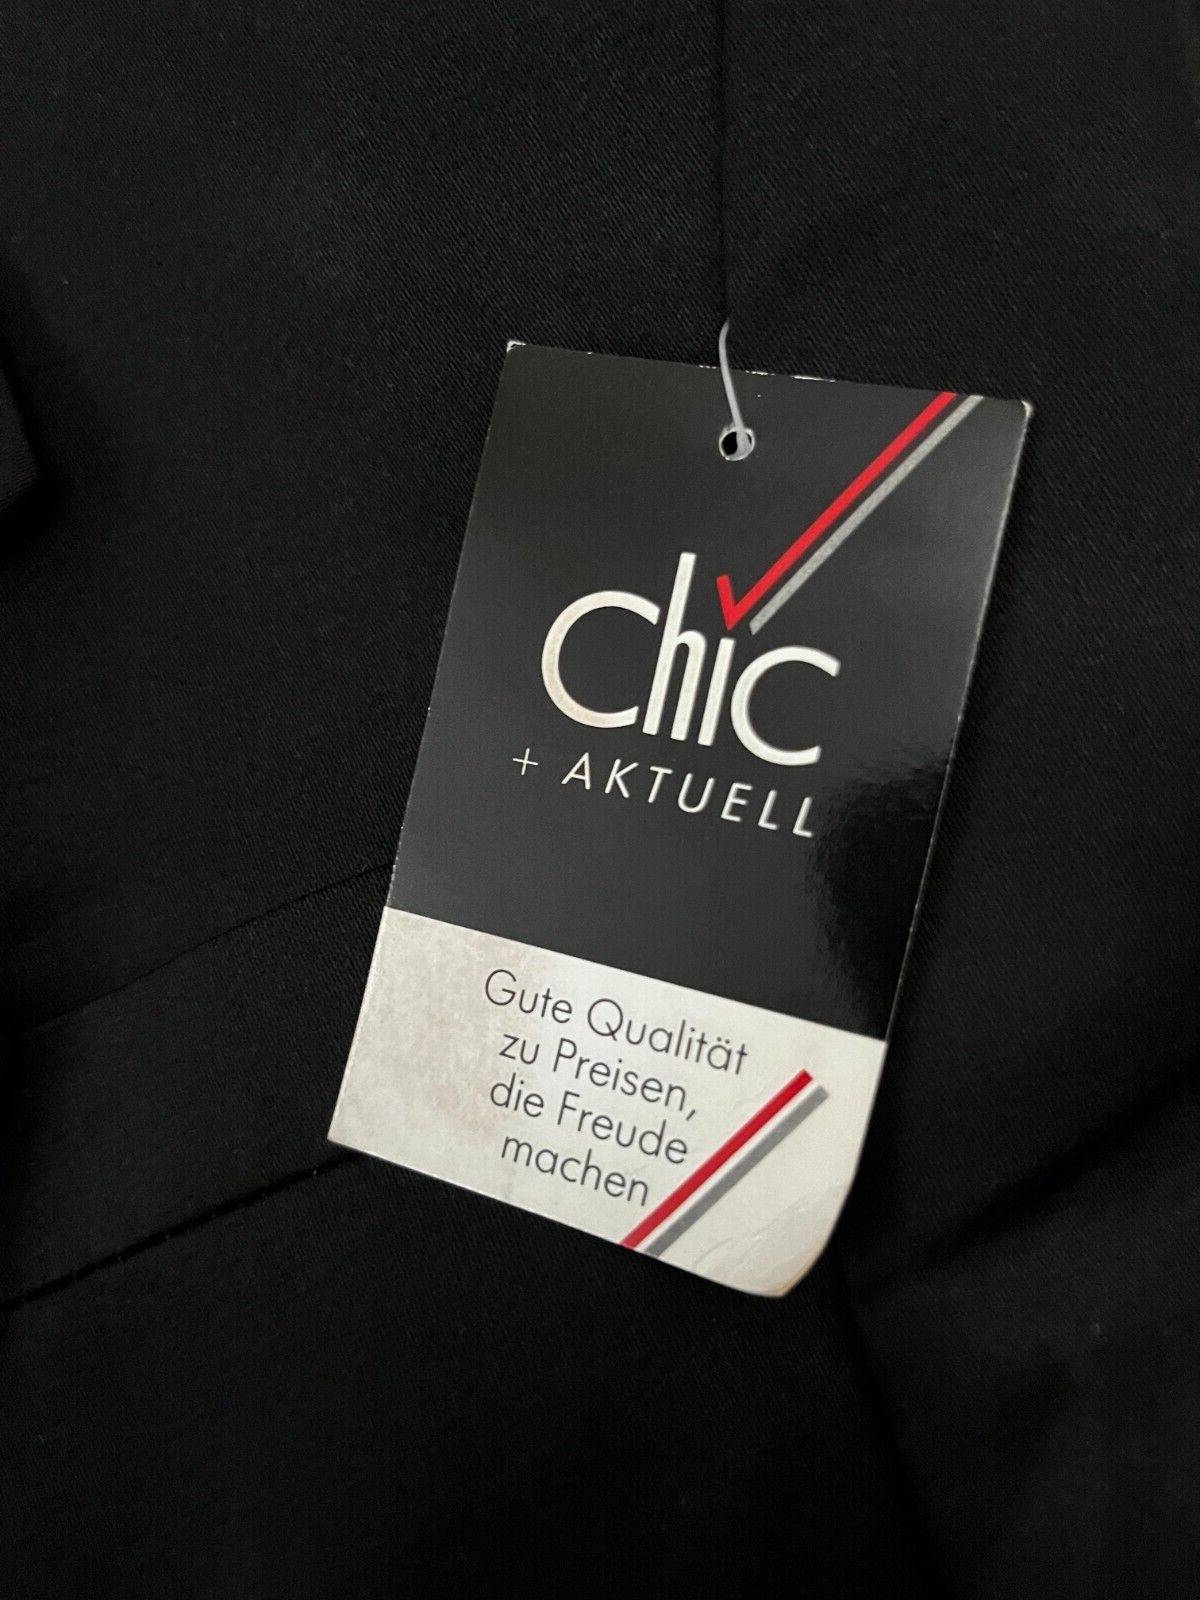 Chic
+ AKTUELL
Gute Qualität
zu Preisen,
die Freude
machen